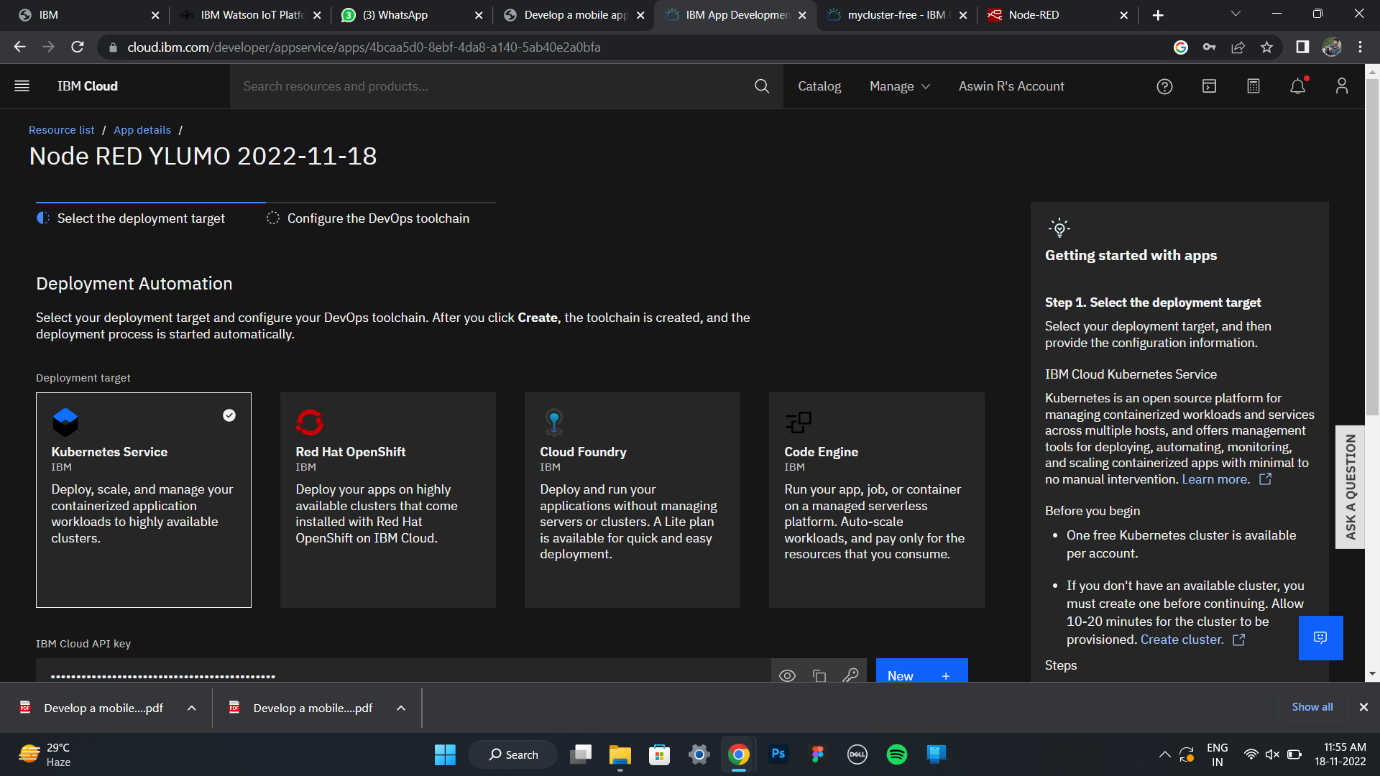 IBM
IBM Watson IoT Platfo
(3) WhatsApp
Develop a mobile app
IBM App Developmen
mycluster-free - IBM C
Node-RED
cloud.ibm.com/developer/appservice/apps/4bcaa5d0-8ebf-4da8-a140-5ab40e2a0bfa
IBM Cloud
Search resources and products...
Catalog
Manage
Aswin R's Account
Resource list / App details /
Node RED YLUMO 2022-11-18
Select the deployment target
Configure the DevOps toolchain
Deployment Automation
Select your deployment target and configure your DevOps toolchain. After you click Create, the toolchain is created, and the
deployment process is started automatically.
Deployment target
Kubernetes Service
IBM
Deploy, scale, and manage your
containerized application
workloads to highly available
clusters.
Red Hat OpenShift
IBM
Deploy your apps on highly
available clusters that come
installed with Red Hat
OpenShift on IBM Cloud.
Cloud Foundry
IBM
Deploy and run your
applications without managing
servers or clusters. A Lite plan
is available for quick and easy
deployment.
Code Engine
IBM
Run your app, job, or container
on a managed serverless
platform. Auto-scale
workloads, and pay only for the
resources that you consume.
IBM Cloud API key
••••••••••••••••••••••••••••••••••••••••••••
New +
Getting started with apps
Step 1. Select the deployment target
Select your deployment target, and then
provide the configuration information.
IBM Cloud Kubernetes Service
Kubernetes is an open source platform for
managing containerized workloads and services
across multiple hosts, and offers management
tools for deploying, automating, monitoring,
and scaling containerized apps with minimal to
no manual intervention. Learn more.
Before you begin
• One free Kubernetes cluster is available
per account.
• If you don't have an available cluster, you
must create one before continuing. Allow
10-20 minutes for the cluster to be
provisioned. Create cluster.
Steps
ASK A QUESTION
PDF
Develop a mobile....pdf
PDF
Develop a mobile....pdf
Show all
29°C
Haze
Search
Ps
DELL
ENG
IN
11:55 AM
18-11-2022